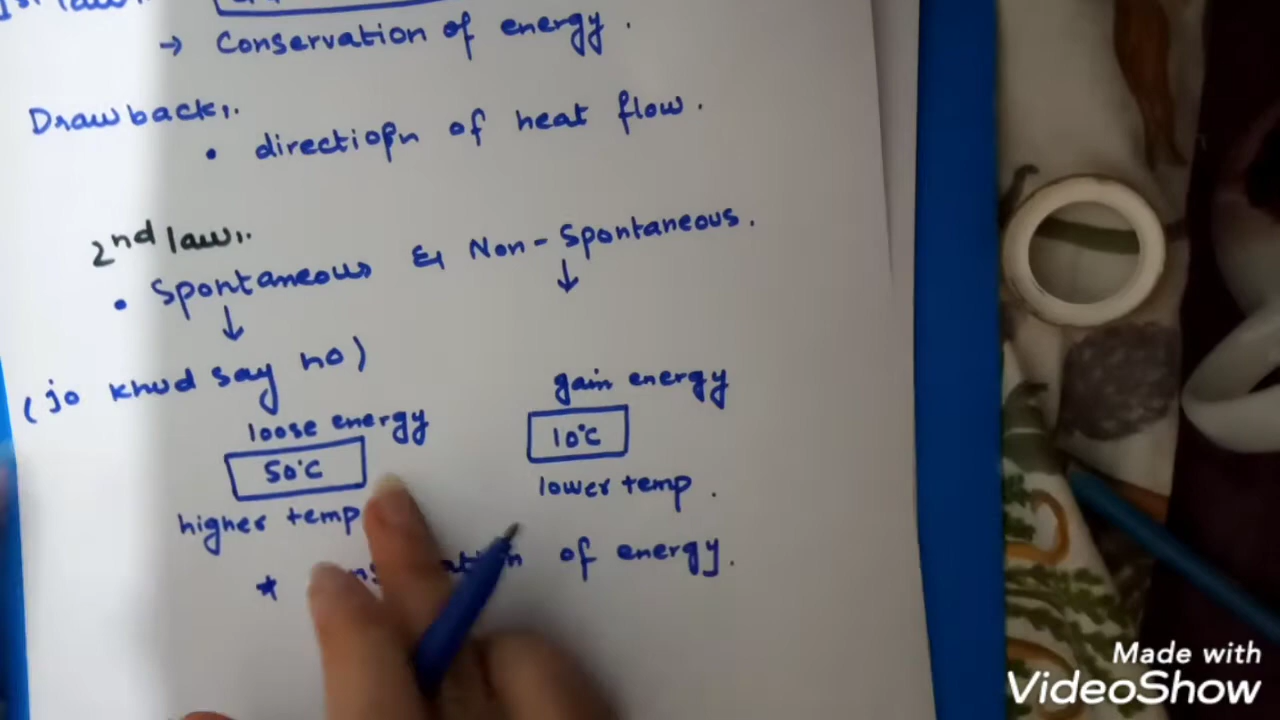 → Conservation of energy.
Drawback:.
• directiopn of heat flow.
2nd law:.
• Spontaneous & Non-Spontaneous.
(jo khud say ho)
loose energy
gain energy
50°C
10°C
higher temp
lower temp.
* of energy.
Made with
VideoShow